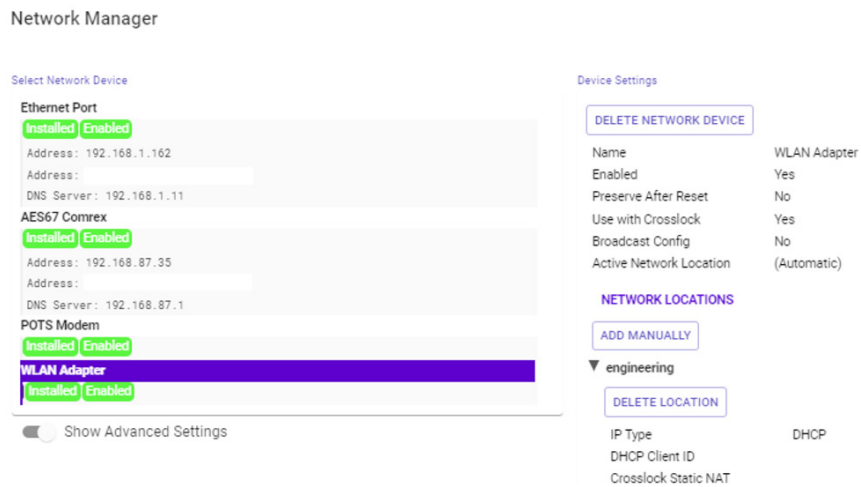 Network Manager
Select Network Device
Ethernet Port
Installed Enabled
Address: 192.168.1.162
Address:
DNS Server: 192.168.1.11
AES67 Comrex
Installed Enabled
Address: 192.168.87.35
Address:
DNS Server: 192.168.87.1
POTS Modem
Installed Enabled
WLAN Adapter
Installed Enabled
Show Advanced Settings
Device Settings
DELETE NETWORK DEVICE
Name WLAN Adapter
Enabled Yes
Preserve After Reset No
Use with Crosslock Yes
Broadcast Config No
Active Network Location (Automatic)
NETWORK LOCATIONS
ADD MANUALLY
engineering
DELETE LOCATION
IP Type DHCP
DHCP Client ID
Crosslock Static NAT